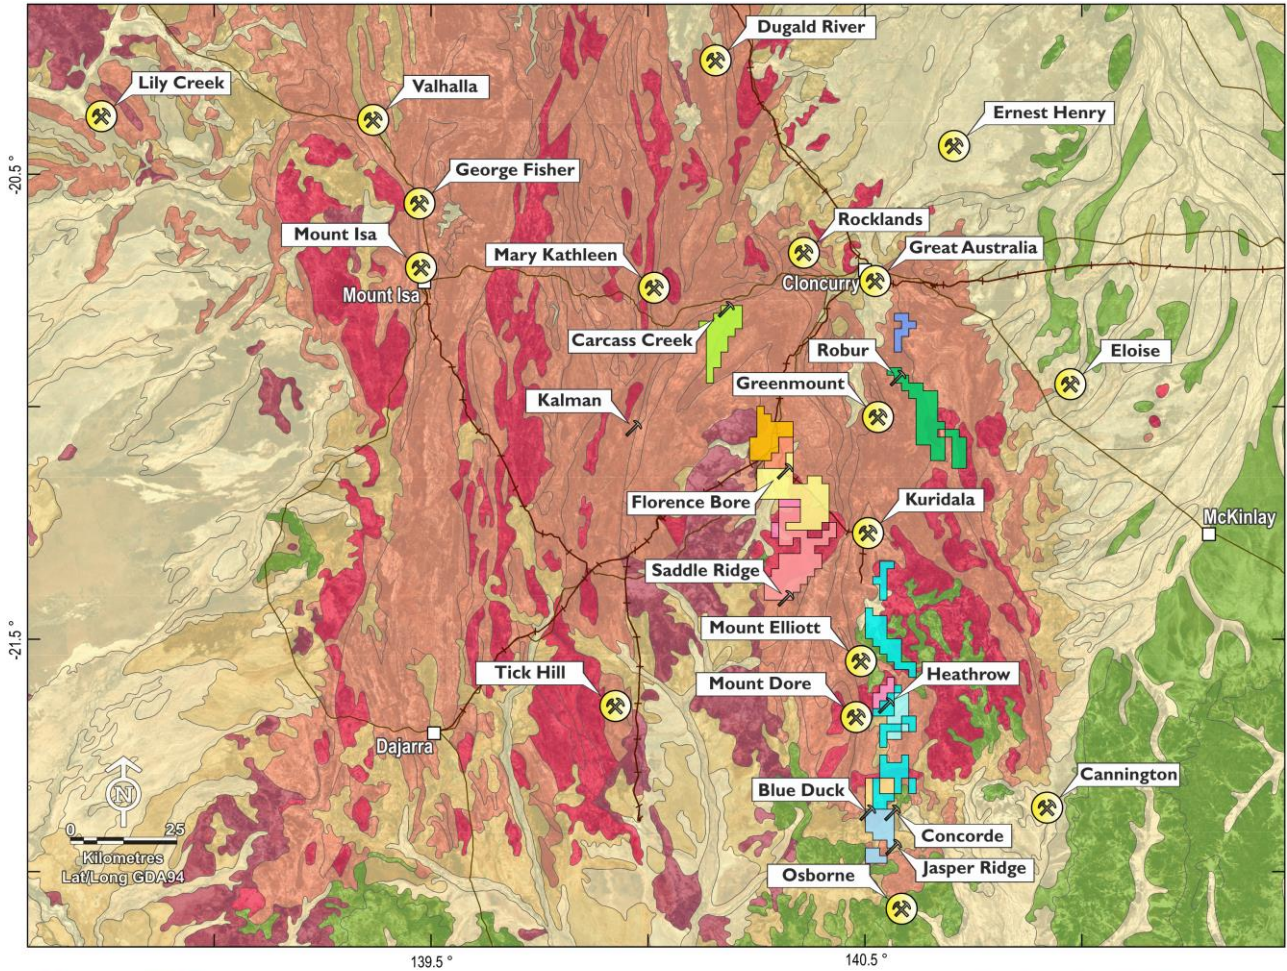 Dugald River
Lily Creek
Valhalla
Ernest Henry
-20.5 °
George Fisher
Rocklands
Mount Isa
Great Australia
Mary Kathleen
Mount Isa
Cloncurry
Carcass Creek
Robur
Eloise
Greenmount
Kalman
Florence Bore
Kuridala
McKinlay
Saddle Ridge
-21.5 °
Mount Elliott
Tick Hill
Heathrow
Mount Dore
Dajarra
N
Blue Duck
Cannington
0 25
Kilometres
Lat/Long GDA94
Concorde
Jasper Ridge
Osborne
139.5 °
140.5 °